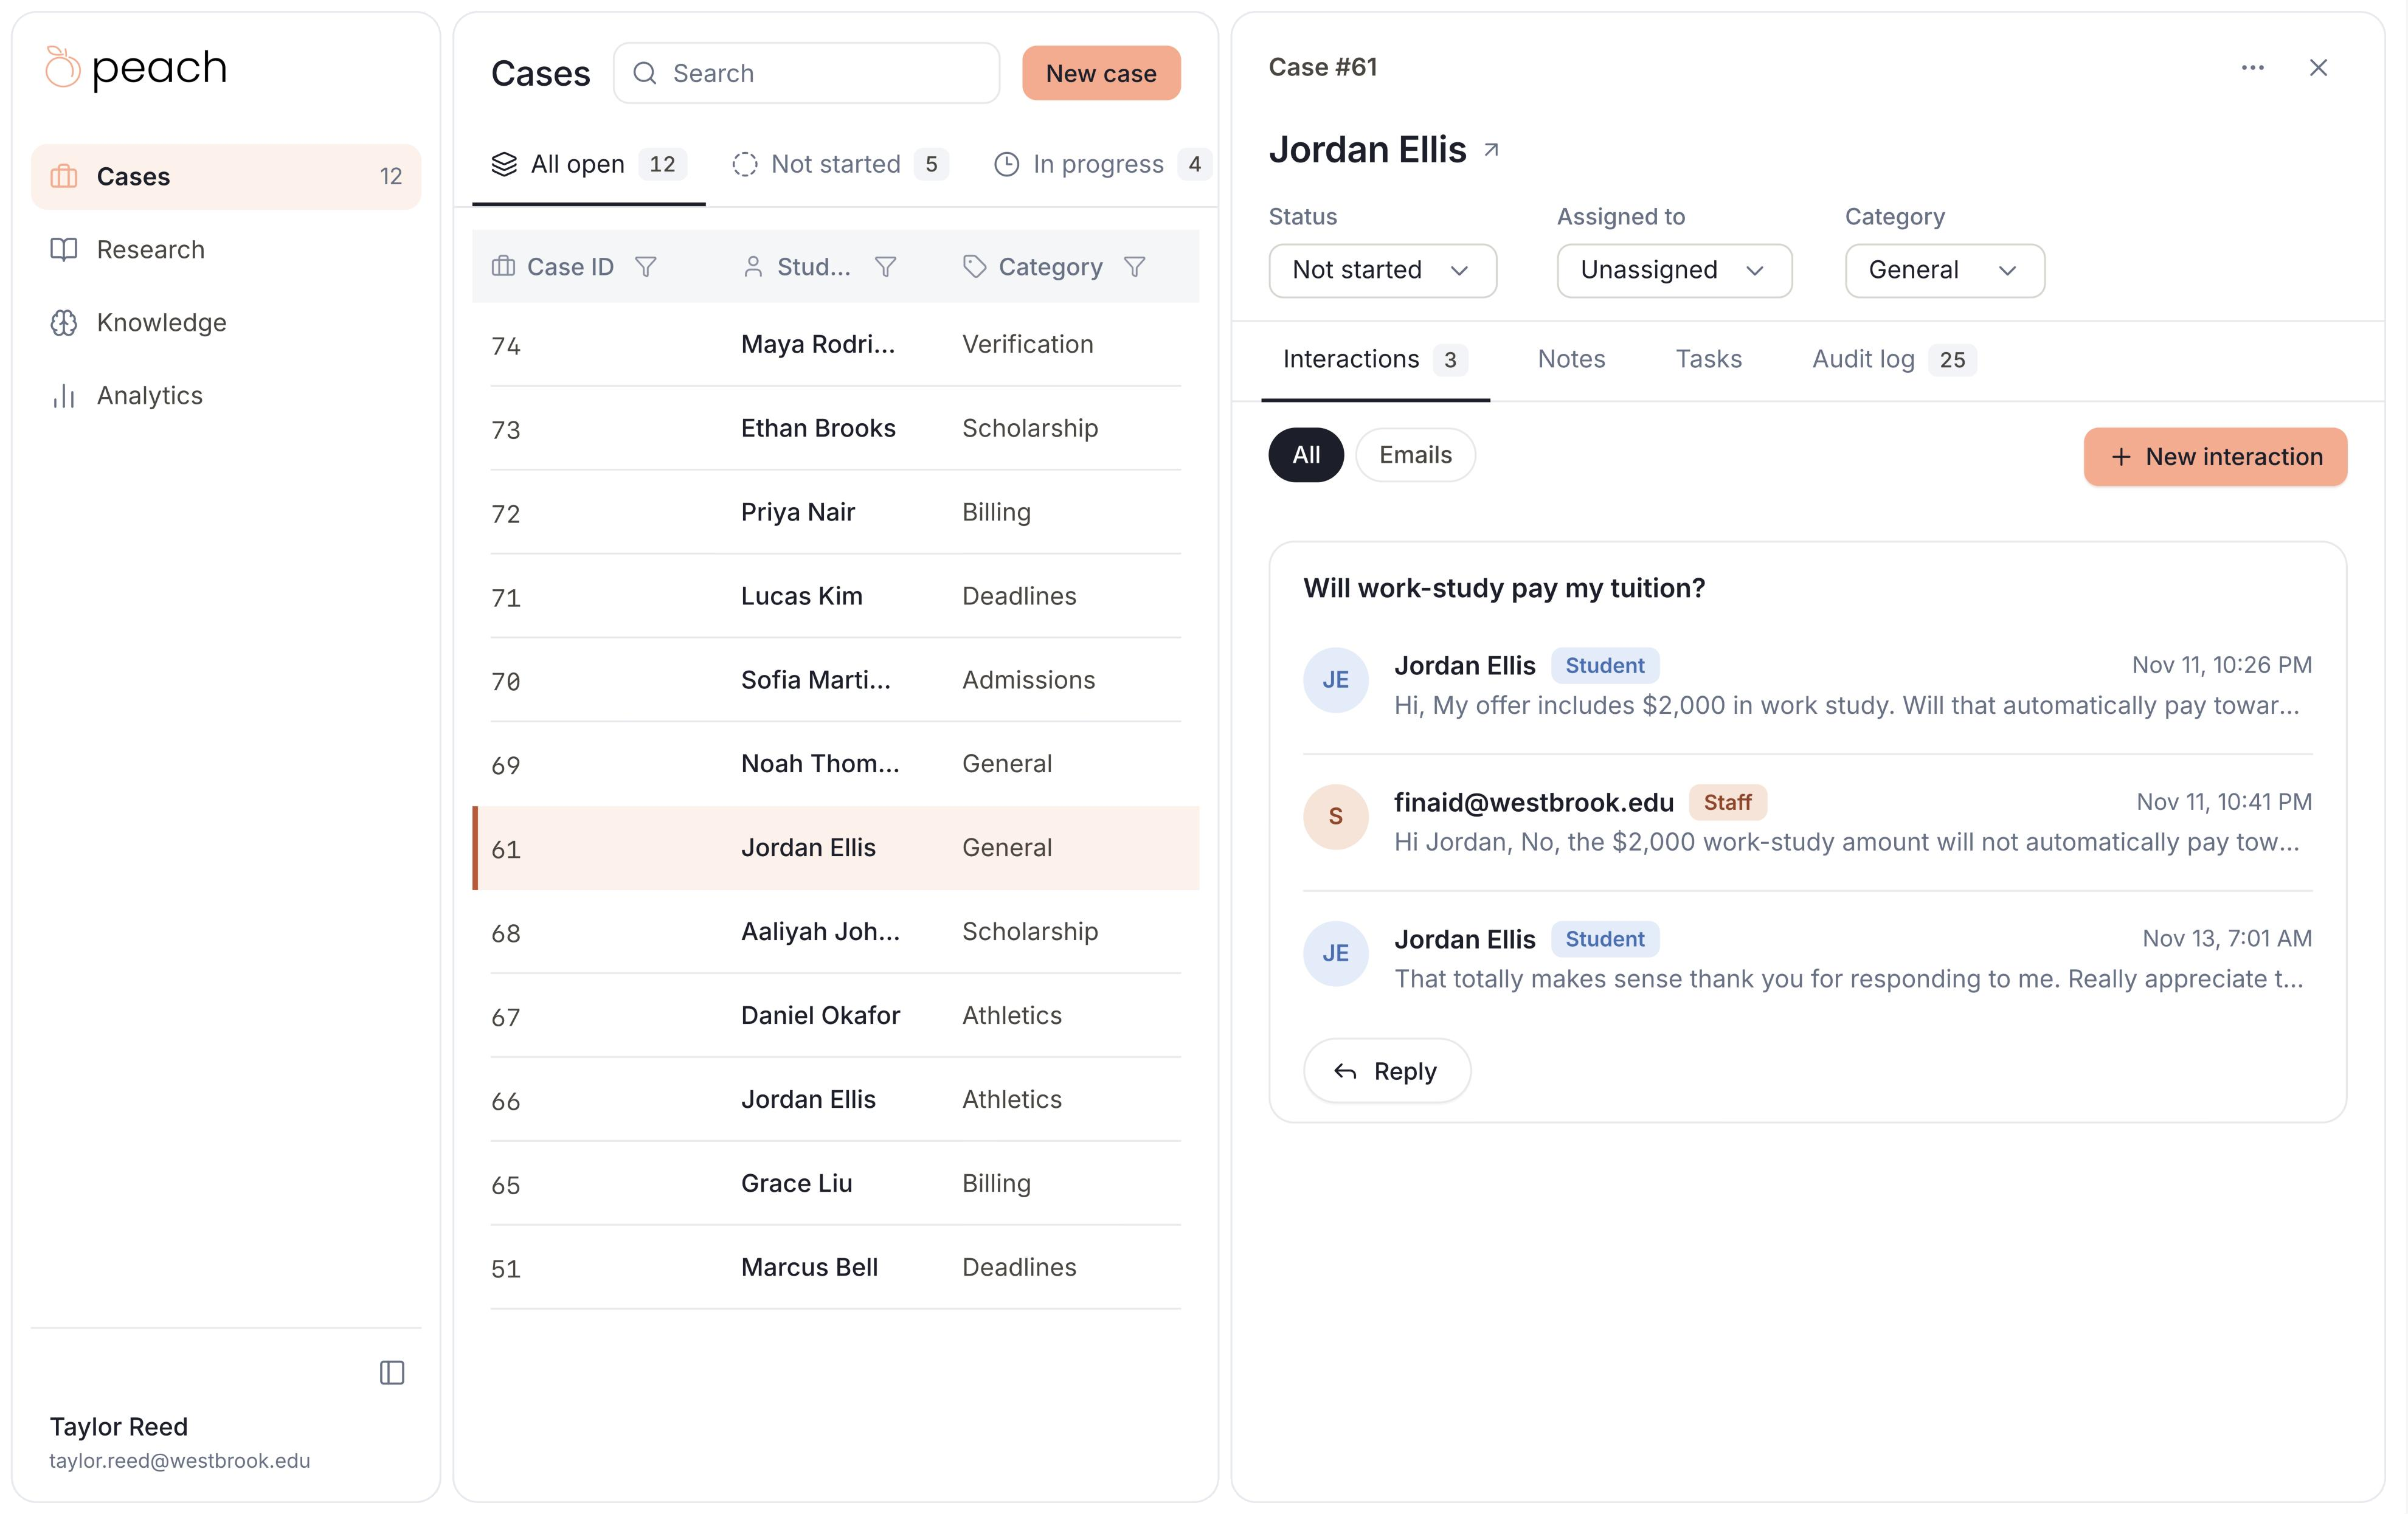 peach
Cases 12
Research
Knowledge
Analytics
Taylor Reed
taylor.reed@westbrook.edu
Cases
Search
New case
All open 12 Not started 5 In progress 4
Case ID Stud... Category
74 Maya Rodri... Verification
73 Ethan Brooks Scholarship
72 Priya Nair Billing
71 Lucas Kim Deadlines
70 Sofia Marti... Admissions
69 Noah Thom... General
61 Jordan Ellis General
68 Aaliyah Joh... Scholarship
67 Daniel Okafor Athletics
66 Jordan Ellis Athletics
65 Grace Liu Billing
51 Marcus Bell Deadlines
Case #61
Jordan Ellis
Status Assigned to Category
Not started Unassigned General
Interactions 3 Notes Tasks Audit log 25
All Emails
New interaction
Will work-study pay my tuition?
JE Jordan Ellis Student Nov 11, 10:26 PM
Hi, My offer includes $2,000 in work study. Will that automatically pay towar...
S finaid@westbrook.edu Staff Nov 11, 10:41 PM
Hi Jordan, No, the $2,000 work-study amount will not automatically pay tow...
JE Jordan Ellis Student Nov 13, 7:01 AM
That totally makes sense thank you for responding to me. Really appreciate t...
Reply